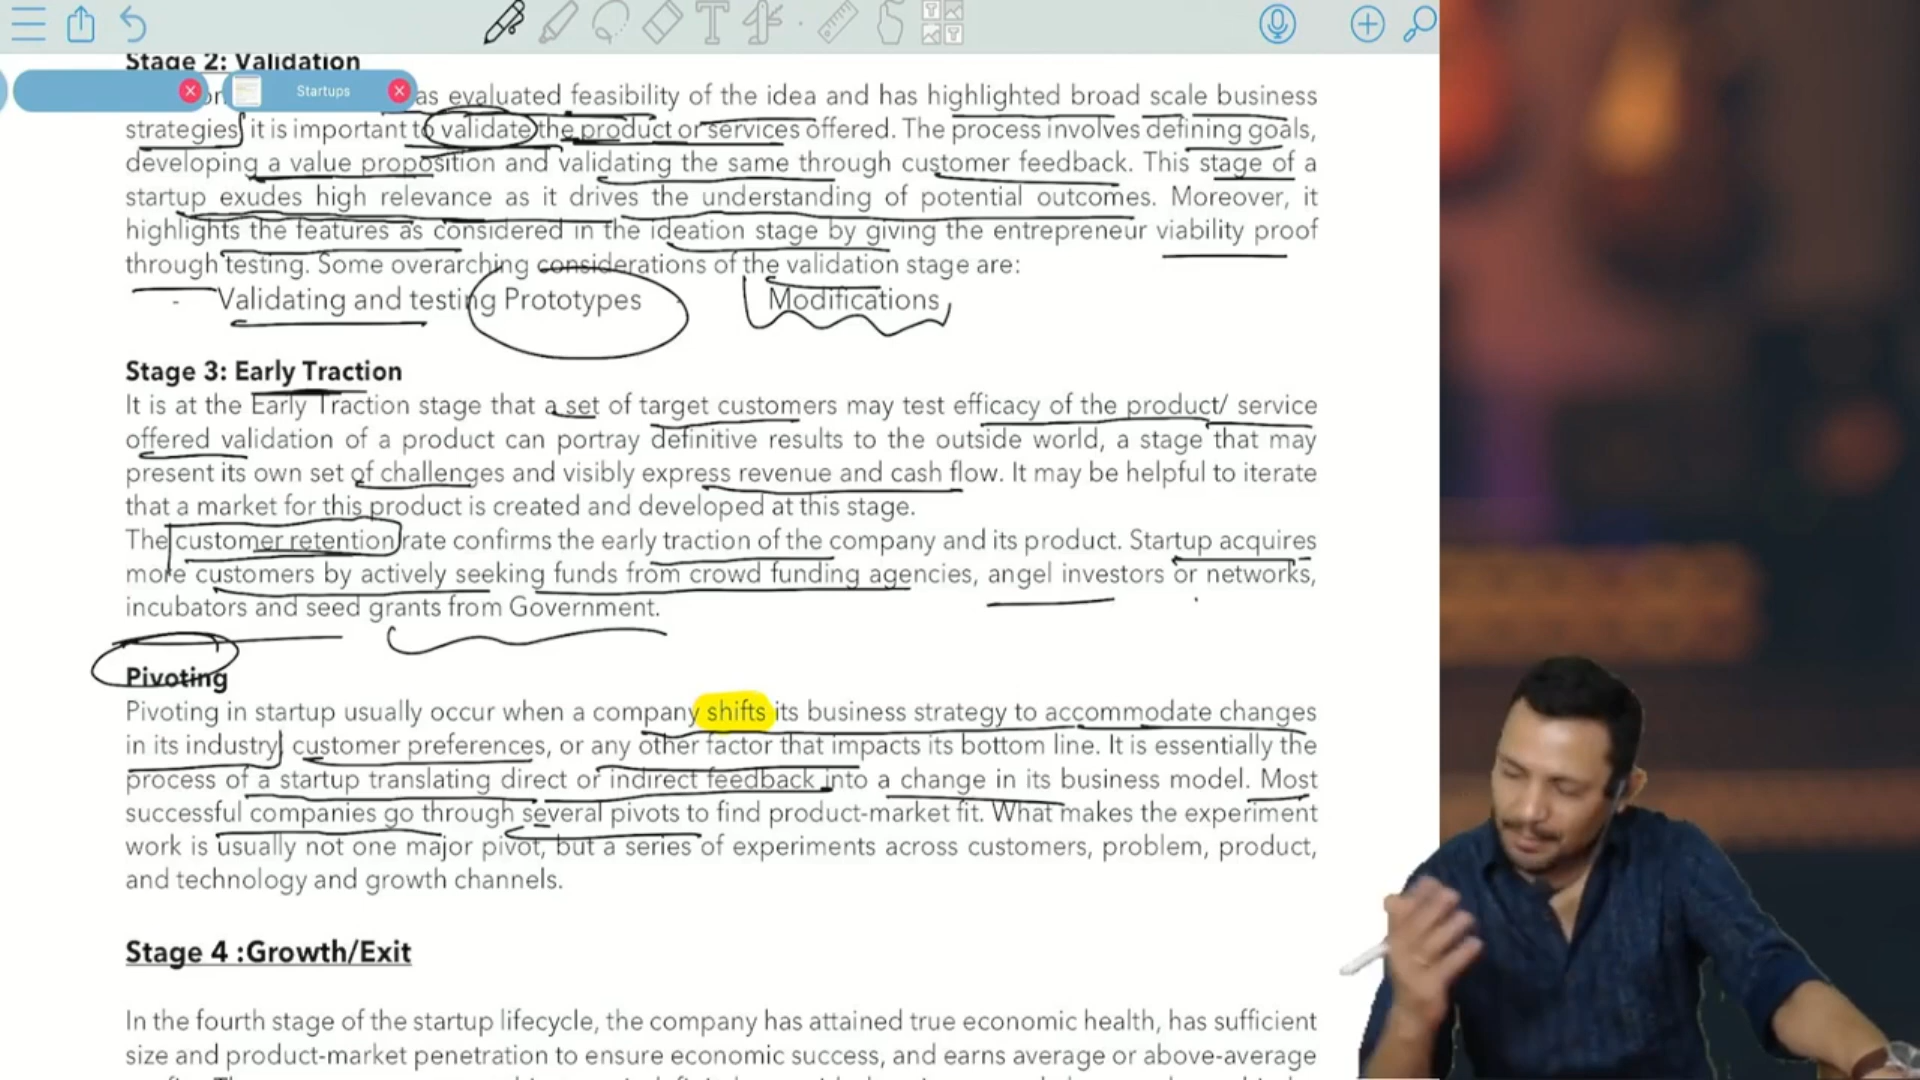 Stage 2: Validation
Startups
as evaluated feasibility of the idea and has highlighted broad scale business
strategies, it is important to validate the product or services offered. The process involves defining goals,
developing a value proposition and validating the same through customer feedback. This stage of a
startup exudes high relevance as it drives the understanding of potential outcomes. Moreover, it
highlights the features as considered in the ideation stage by giving the entrepreneur viability proof
through testing. Some overarching considerations of the validation stage are:
- Validating and testing Prototypes Modifications
Stage 3: Early Traction
It is at the Early Traction stage that a set of target customers may test efficacy of the product/ service
offered validation of a product can portray definitive results to the outside world, a stage that may
present its own set of challenges and visibly express revenue and cash flow. It may be helpful to iterate
that a market for this product is created and developed at this stage.
The customer retention rate confirms the early traction of the company and its product. Startup acquires
more customers by actively seeking funds from crowd funding agencies, angel investors or networks,
incubators and seed grants from Government.
Pivoting
Pivoting in startup usually occur when a company shifts its business strategy to accommodate changes
in its industry, customer preferences, or any other factor that impacts its bottom line. It is essentially the
process of a startup translating direct or indirect feedback into a change in its business model. Most
successful companies go through several pivots to find product-market fit. What makes the experiment
work is usually not one major pivot, but a series of experiments across customers, problem, product,
and technology and growth channels.
Stage 4 :Growth/Exit
In the fourth stage of the startup lifecycle, the company has attained true economic health, has sufficient
size and product-market penetration to ensure economic success, and earns average or above-average